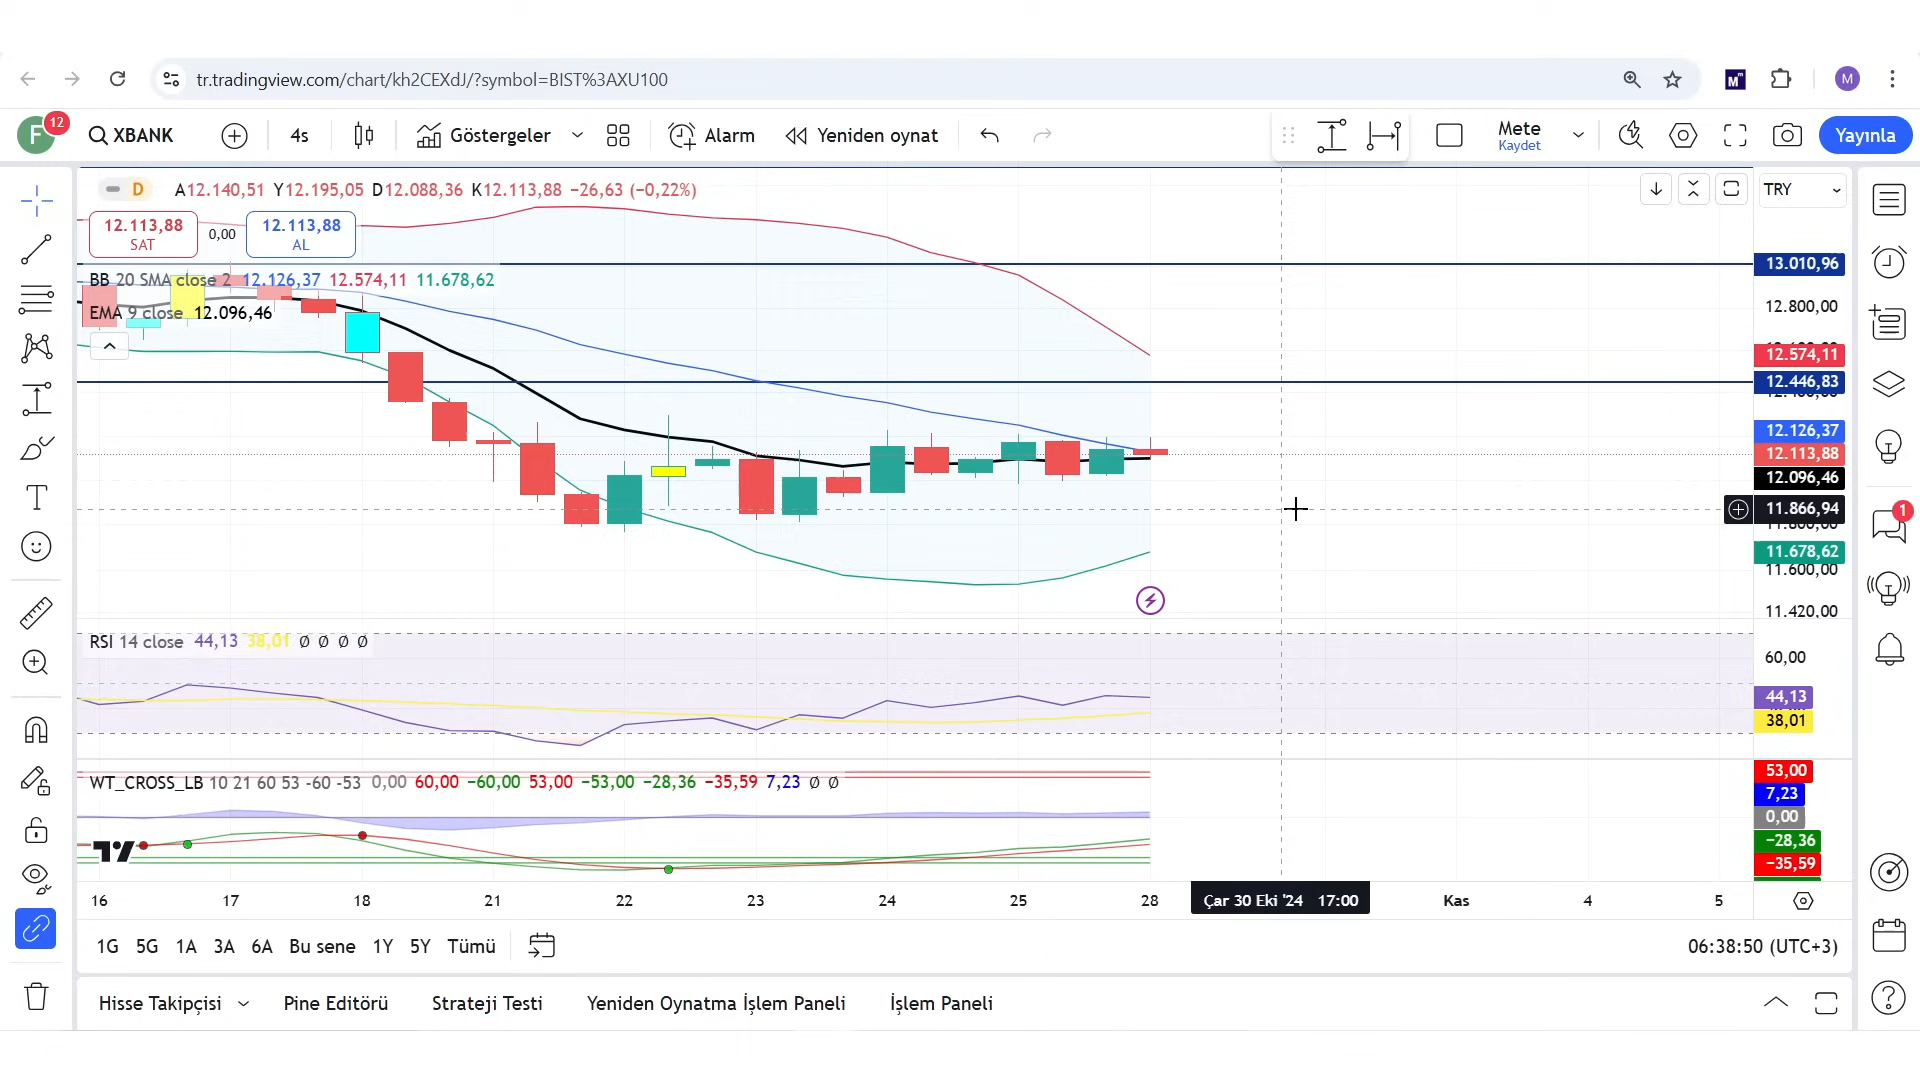 tr.tradingview.com/chart/kh2CEXdJ/?symbol=BIST%3AXU100
M
M
F
12
XBANK
4s
Göstergeler
Alarm
Yeniden oynat
Mete
Kaydet
Yayınla
D
A12.140,51 Y12.195,05 D12.088,36 K12.113,88 −26,63 (−0,22%)
TRY
12.113,88
SAT
0,00
12.113,88
AL
BB 20 SMA close 2 12.126,37 12.574,11 11.678,62
EMA 9 close 12.096,46
13.010,96
12.800,00
12.574,11
12.446,83
12.126,37
12.113,88
12.096,46
11.866,94
11.678,62
11.600,00
11.420,00
1
RSI 14 close 44,13 38,01 Ø Ø Ø Ø
60,00
44,13
38,01
WT_CROSS_LB 10 21 60 53 -60 -53 0,00 60,00 −60,00 53,00 −53,00 −28,36 −35,59 7,23 Ø Ø
53,00
7,23
0,00
−28,36
−35,59
16 17 18 21 22 23 24 25 28 Çar 30 Eki '24 17:00 Kas 4 5
1G 5G 1A 3A 6A Bu sene 1Y 5Y Tümü
06:38:50 (UTC+3)
Hisse Takipçisi Pine Editörü Strateji Testi Yeniden Oynatma İşlem Paneli İşlem Paneli